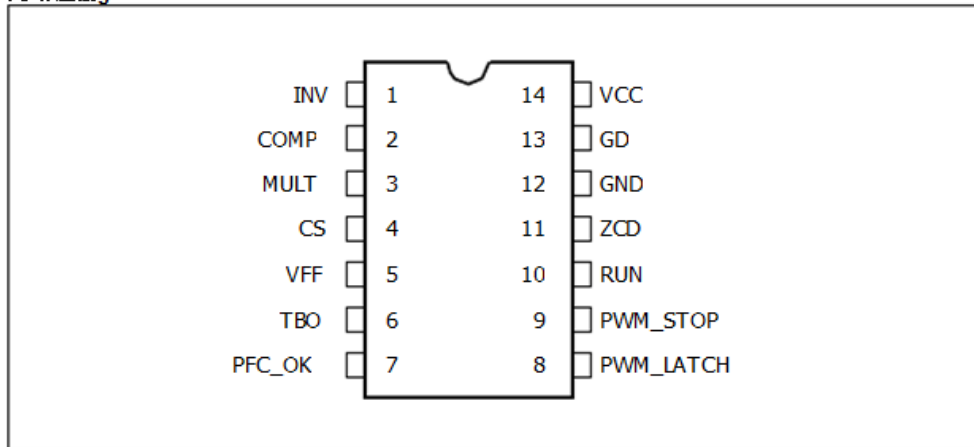 INV 1 14 VCC
COMP 2 13 GD
MULT 3 12 GND
CS 4 11 ZCD
VFF 5 10 RUN
TBO 6 9 PWM_STOP
PFC_OK 7 8 PWM_LATCH